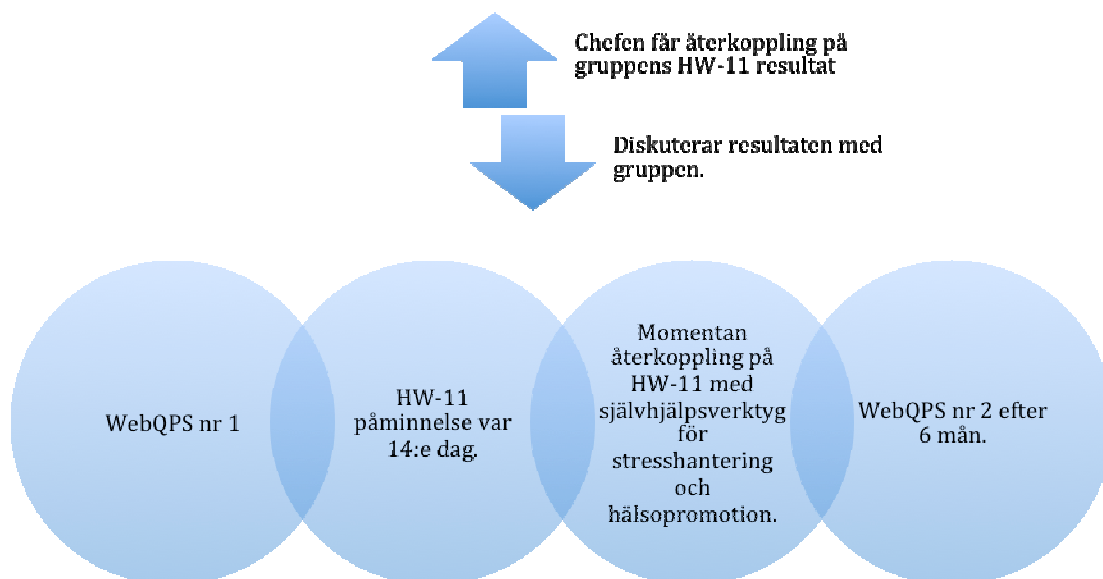 Chefen får återkoppling på
gruppens HW-11 resultat
Diskuterar resultaten med
gruppen.
WebQPS nr 1
HW-11
påminnelse var
14:e dag.
Momentan
återkoppling på
HW-11 med
självhjälpsverktyg
för
stresshantering
och
hälsopromotion.
WebQPS nr 2 efter
6 mån.